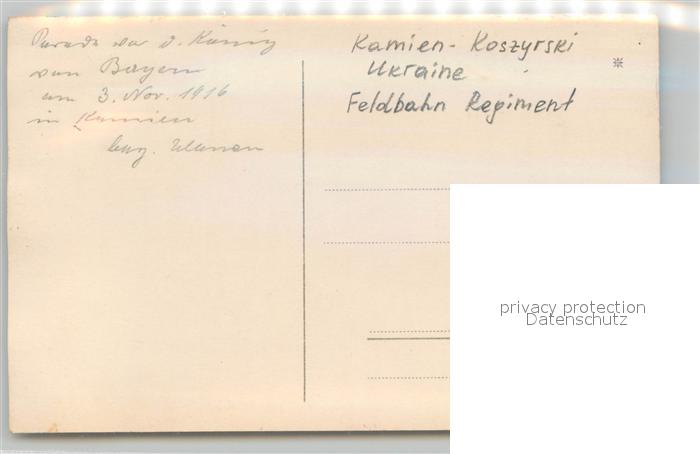 Parade vor d. König
von Bayern
am 3. Nov. 1916
in Kamien
bay. Ulanen
Kamien-Koszyrski
Ukraine
Feldbahn Regiment
privacy protection
Datenschutz